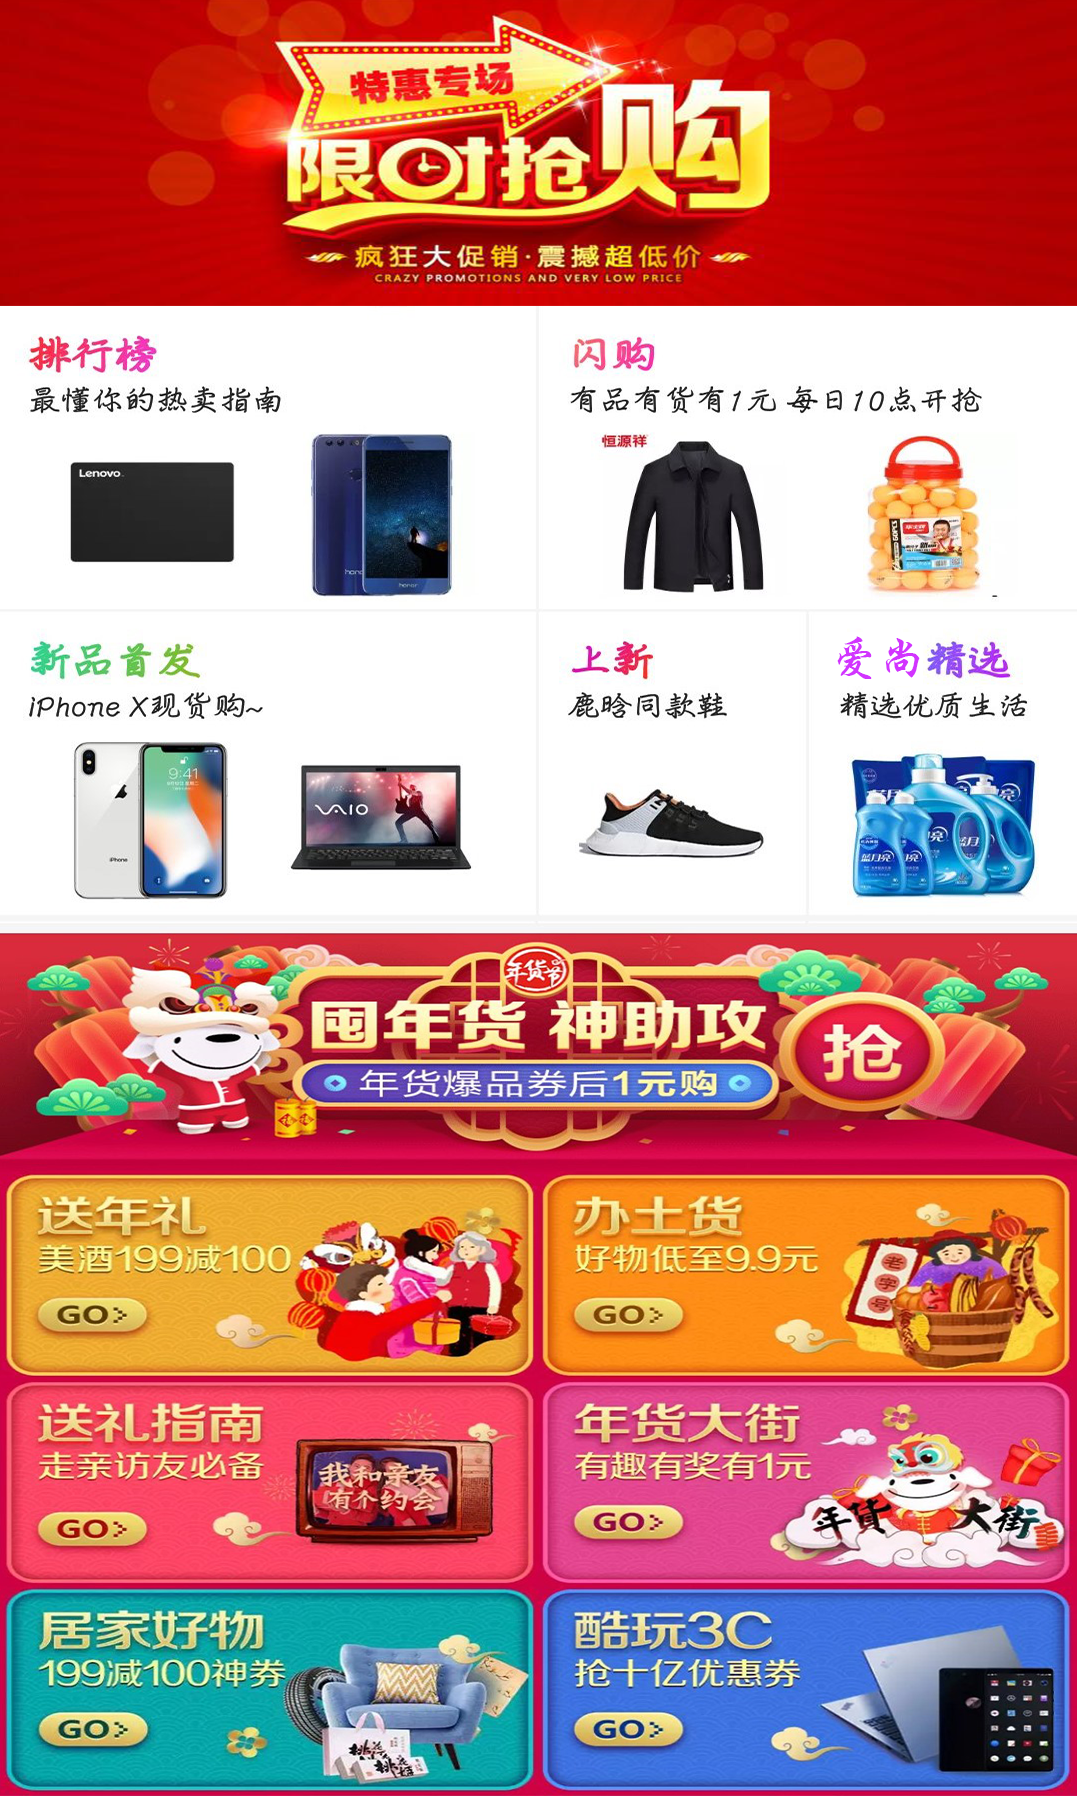 特惠专场
限时抢购
疯狂大促销·震撼超低价
CRAZY PROMOTIONS AND VERY LOW PRICE
排行榜
最懂你的热卖指南
Lenovo
honor
honor
闪购
有品有货有1元 每日10点开抢
恒源祥
60PCS
新品首发
iPhone X现货购~
9:41
iPhone
VAIO
上新
鹿晗同款鞋
爱尚精选
精选优质生活
蓝月亮
年货节
囤年货 神助攻
年货爆品券后1元购
抢
送年礼
美酒199减100
GO
办土货
好物低至9.9元
GO
老字号
送礼指南
走亲访友必备
GO
我和亲友
有个约会
年货大街
有趣有奖有1元
GO
年货大街
居家好物
199减100神券
GO
酷玩3C
抢十亿优惠券
GO